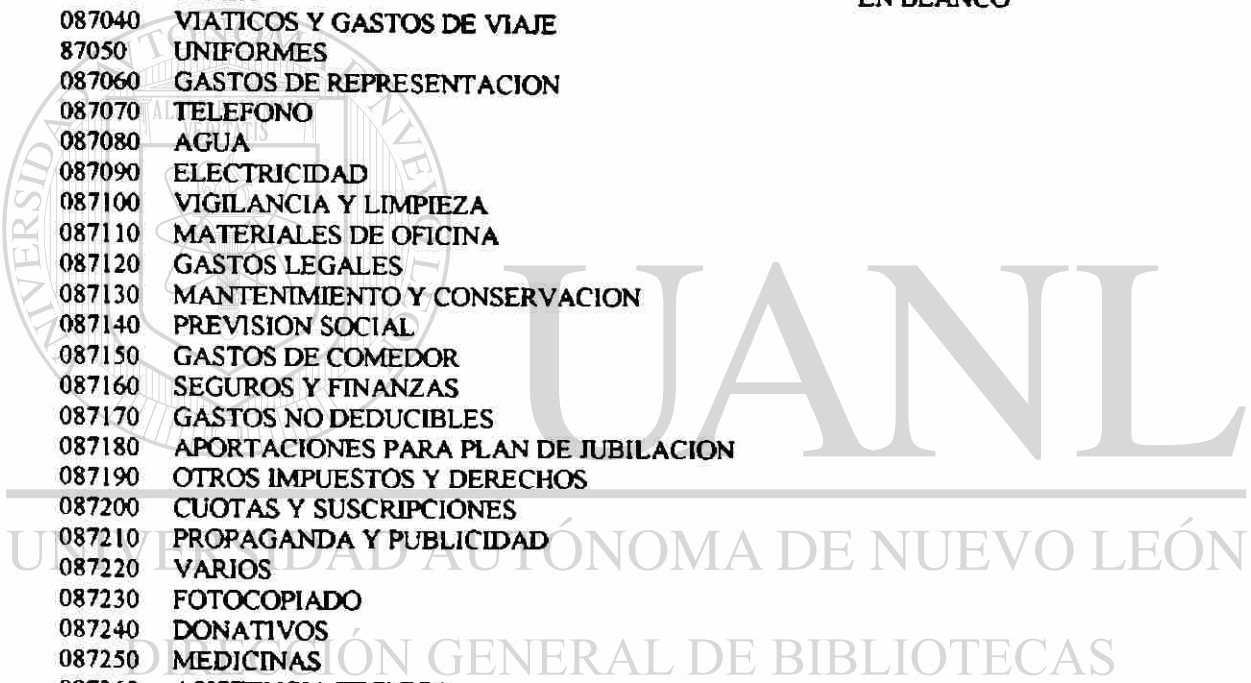 EN BLANCO
087040 VIATICOS Y GASTOS DE VIAJE
87050 UNIFORMES
087060 GASTOS DE REPRESENTACION
087070 TELEFONO
087080 AGUA
087090 ELECTRICIDAD
087100 VIGILANCIA Y LIMPIEZA
087110 MATERIALES DE OFICINA
087120 GASTOS LEGALES
087130 MANTENIMIENTO Y CONSERVACION
087140 PREVISION SOCIAL
087150 GASTOS DE COMEDOR
087160 SEGUROS Y FINANZAS
087170 GASTOS NO DEDUCIBLES
087180 APORTACIONES PARA PLAN DE JUBILACION
087190 OTROS IMPUESTOS Y DERECHOS
087200 CUOTAS Y SUSCRIPCIONES
087210 PROPAGANDA Y PUBLICIDAD
087220 VARIOS
087230 FOTOCOPIADO
087240 DONATIVOS
087250 MEDICINAS
UANL
UNIVERSIDAD AUTÓNOMA DE NUEVO LEÓN
DIRECCIÓN GENERAL DE BIBLIOTECAS